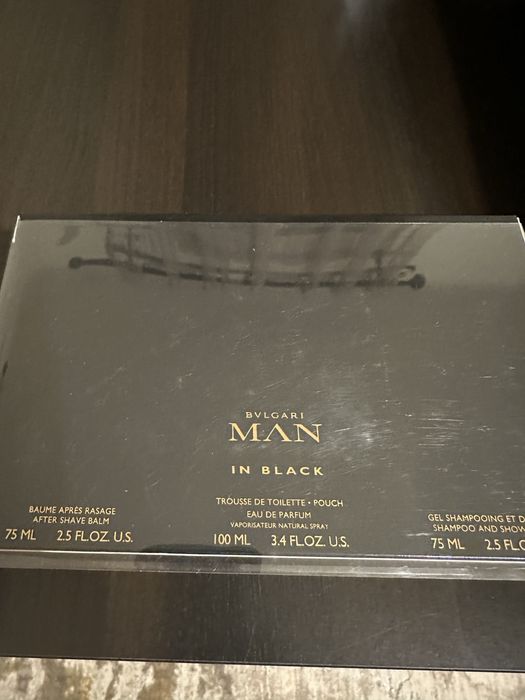 BVLGARI
MAN
IN BLACK
BAUME APRÈS RASAGE
AFTER SHAVE BALM
75 ML 2.5 FL.OZ. U.S.
TROUSSE DE TOILETTE • POUCH
EAU DE PARFUM
VAPORISATEUR NATURAL SPRAY
100 ML 3.4 FL.OZ. U.S.
GEL SHAMPOOING ET
SHAMPOO AND
75 ML 2.5